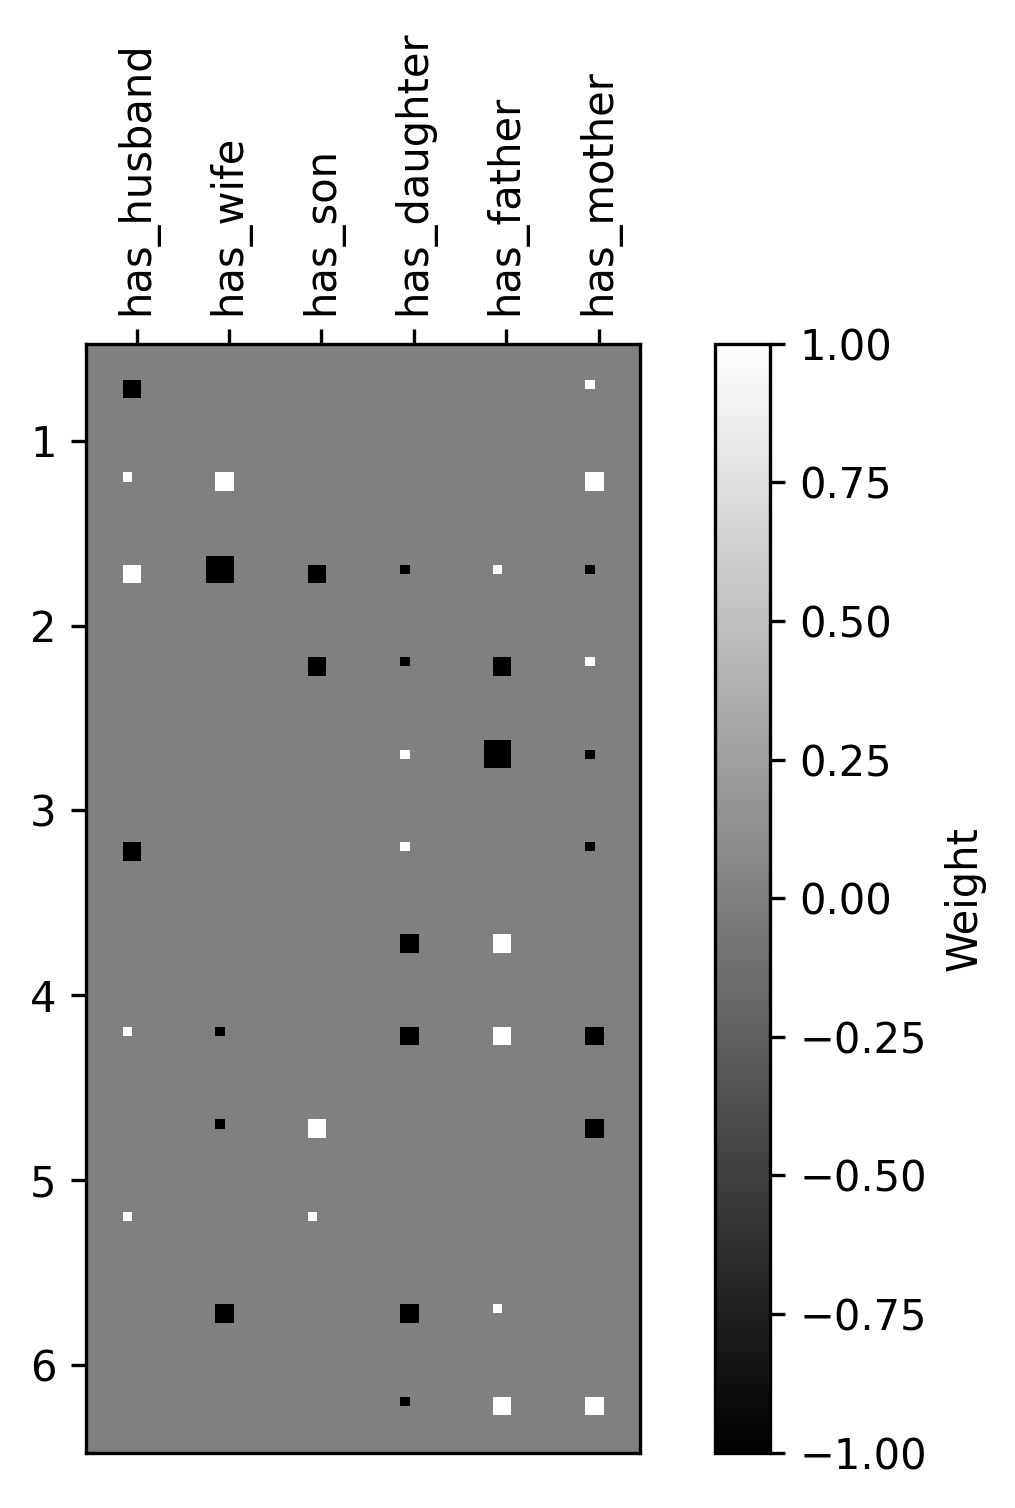 has_husband
has_wife
has_son
has_daughter
has_father
has_mother
1
2
3
4
5
6
1.00
0.75
0.50
0.25
0.00
−0.25
−0.50
−0.75
−1.00
Weight